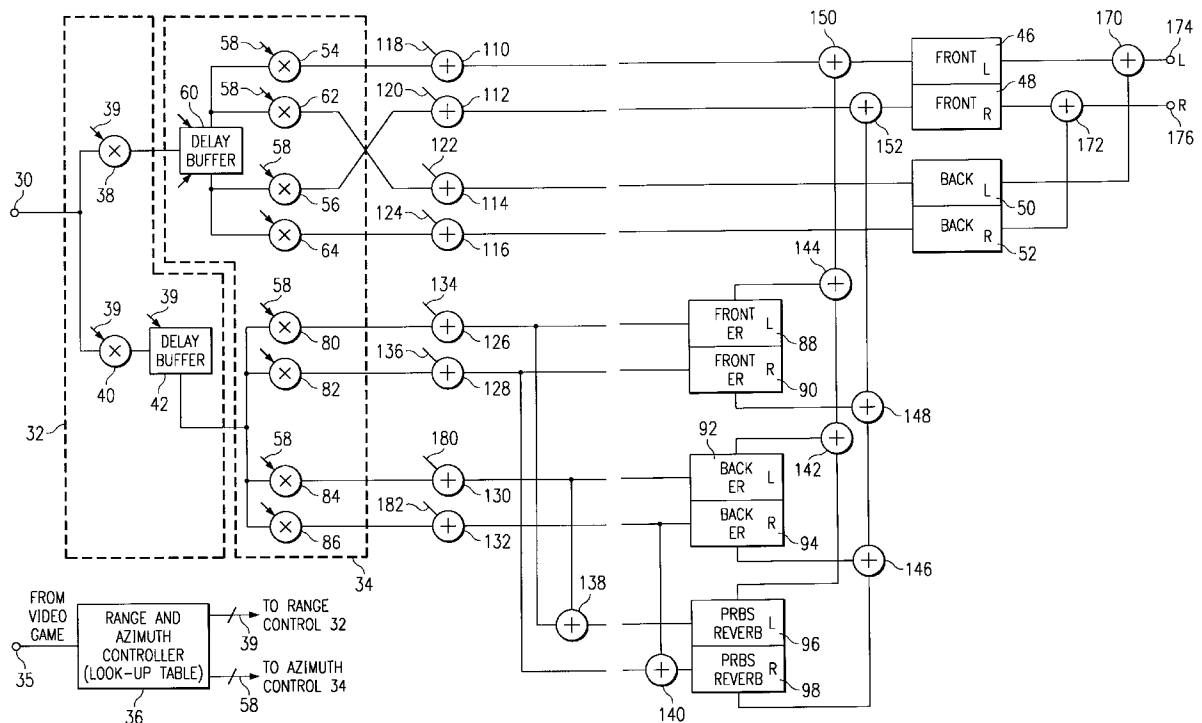 58
54
118
110
150
46
170
174
FRONT L
L
58
62
120
112
48
60
39
DELAY
BUFFER
FRONT R
R
152
172
176
38
58
122
30
56
114
BACK L
50
124
64
116
BACK R
52
144
39
39
58
134
FRONT
ER L
88
DELAY
BUFFER
80
126
136
40
42
82
128
FRONT
ER R
90
148
32
58
180
92
142
BACK
ER L
84
130
182
BACK
ER R
94
86
132
146
34
138
FROM
VIDEO
GAME
RANGE AND
AZIMUTH
CONTROLLER
(LOOK-UP TABLE)
TO RANGE
CONTROL 32
39
PRBS
REVERB L
96
35
TO AZIMUTH
CONTROL 34
58
PRBS
REVERB R
98
36
140